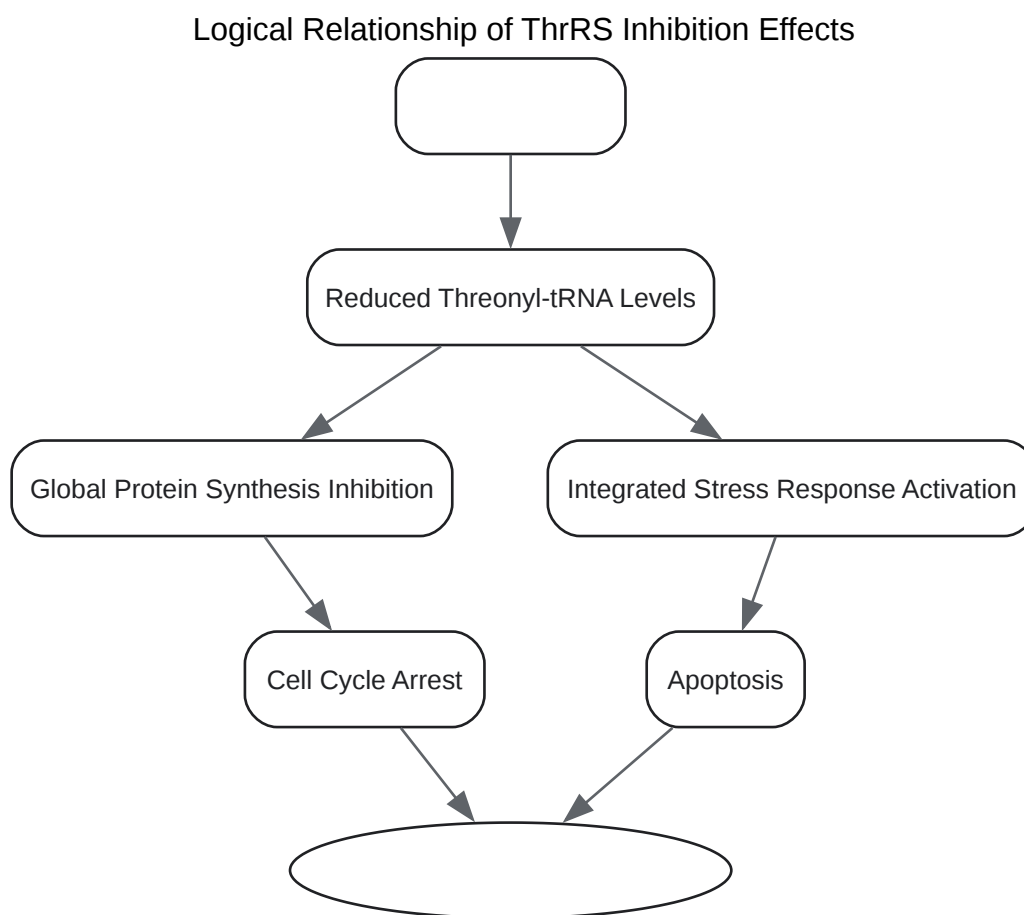 Logical Relationship of ThrRS Inhibition Effects
Reduced Threonyl-tRNA Levels
Global Protein Synthesis Inhibition
Integrated Stress Response Activation
Cell Cycle Arrest
Apoptosis